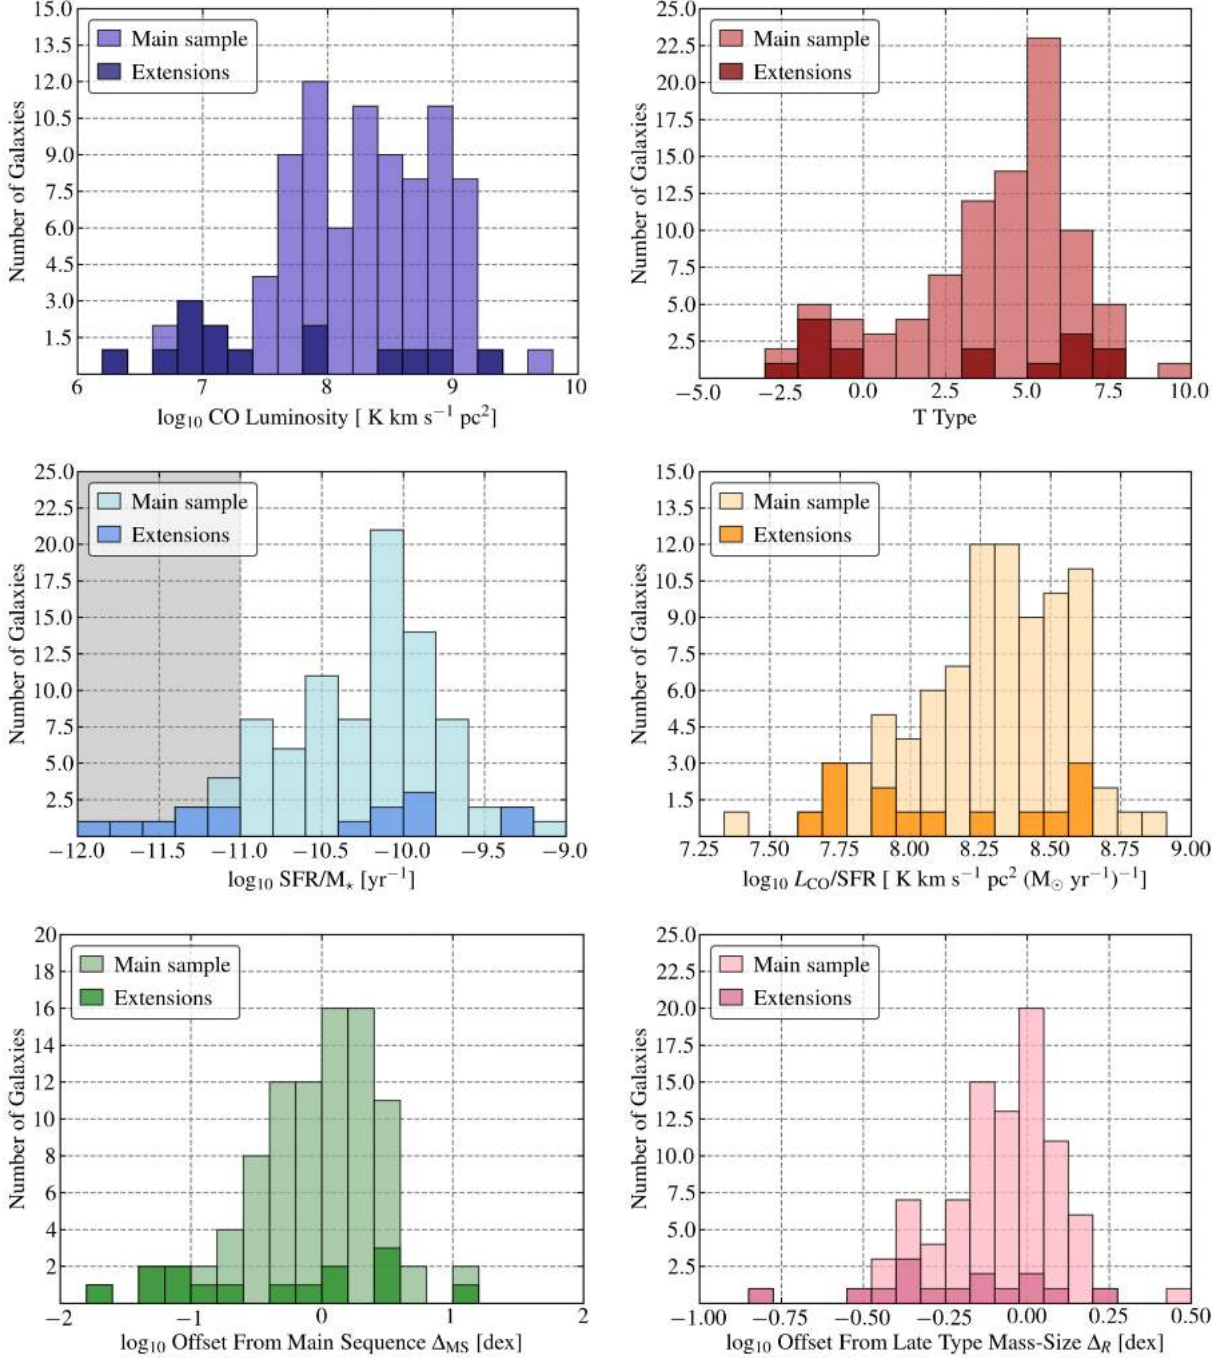 Main sample
Extensions
15.0
13.5
12.0
10.5
9.0
7.5
6.0
4.5
3.0
1.5
Number of Galaxies
6 7 8 9 10
log₁₀ CO Luminosity [ K km s⁻¹ pc²]
Main sample
Extensions
25.0
22.5
20.0
17.5
15.0
12.5
10.0
7.5
5.0
2.5
Number of Galaxies
−5.0 −2.5 0.0 2.5 5.0 7.5 10.0
T Type
Main sample
Extensions
25.0
22.5
20.0
17.5
15.0
12.5
10.0
7.5
5.0
2.5
Number of Galaxies
−12.0 −11.5 −11.0 −10.5 −10.0 −9.5 −9.0
log₁₀ SFR/M⋆ [yr⁻¹]
Main sample
Extensions
15.0
13.5
12.0
10.5
9.0
7.5
6.0
4.5
3.0
1.5
Number of Galaxies
7.25 7.50 7.75 8.00 8.25 8.50 8.75 9.00
log₁₀ L_CO/SFR [ K km s⁻¹ pc² (M⊙ yr⁻¹)⁻¹]
Main sample
Extensions
20
18
16
14
12
10
8
6
4
2
Number of Galaxies
−2 −1 0 1 2
log₁₀ Offset From Main Sequence Δ_MS [dex]
Main sample
Extensions
25.0
22.5
20.0
17.5
15.0
12.5
10.0
7.5
5.0
2.5
Number of Galaxies
−1.00 −0.75 −0.50 −0.25 0.00 0.25 0.50
log₁₀ Offset From Late Type Mass-Size Δ_R [dex]